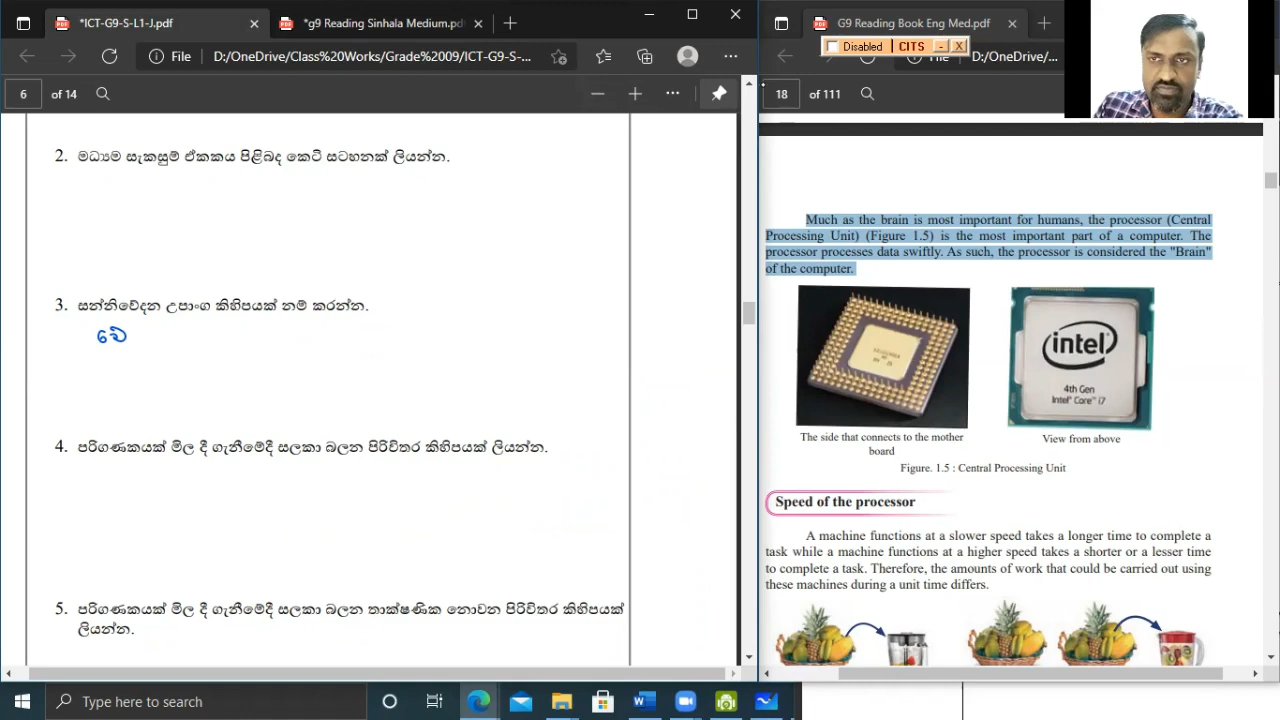 *ICT-G9-S-L1-J.pdf
*g9 Reading Sinhala Medium.pd
File
D:/OneDrive/Class%20Works/Grade%2009/ICT-G9-S-...
6 of 14
2. මධ්‍යම සැකසුම් ඒකකය පිළිබද කෙටි සටහනක් ලියන්න.
3. සන්නිවේදන උපාංග කිහිපයක් නම් කරන්න.
4. පරිගණකයක් මිල දී ගැනීමේදී සලකා බලන පිරිවිතර කිහිපයක් ලියන්න.
5. පරිගණකයක් මිල දී ගැනීමේදී සලකා බලන තාක්ෂණික නොවන පිරිවිතර කිහිපයක්
ලියන්න.
G9 Reading Book Eng Med.pdf
Disabled CITS - X
D:/OneDrive/...
18 of 111
Much as the brain is most important for humans, the processor (Central
Processing Unit) (Figure 1.5) is the most important part of a computer. The
processor processes data swiftly. As such, the processor is considered the "Brain"
of the computer.
intel
4th Gen
Intel® Core™ i7
The side that connects to the mother
board
View from above
Figure. 1.5 : Central Processing Unit
Speed of the processor
A machine functions at a slower speed takes a longer time to complete a
task while a machine functions at a higher speed takes a shorter or a lesser time
to complete a task. Therefore, the amounts of work that could be carried out using
these machines during a unit time differs.
Type here to search